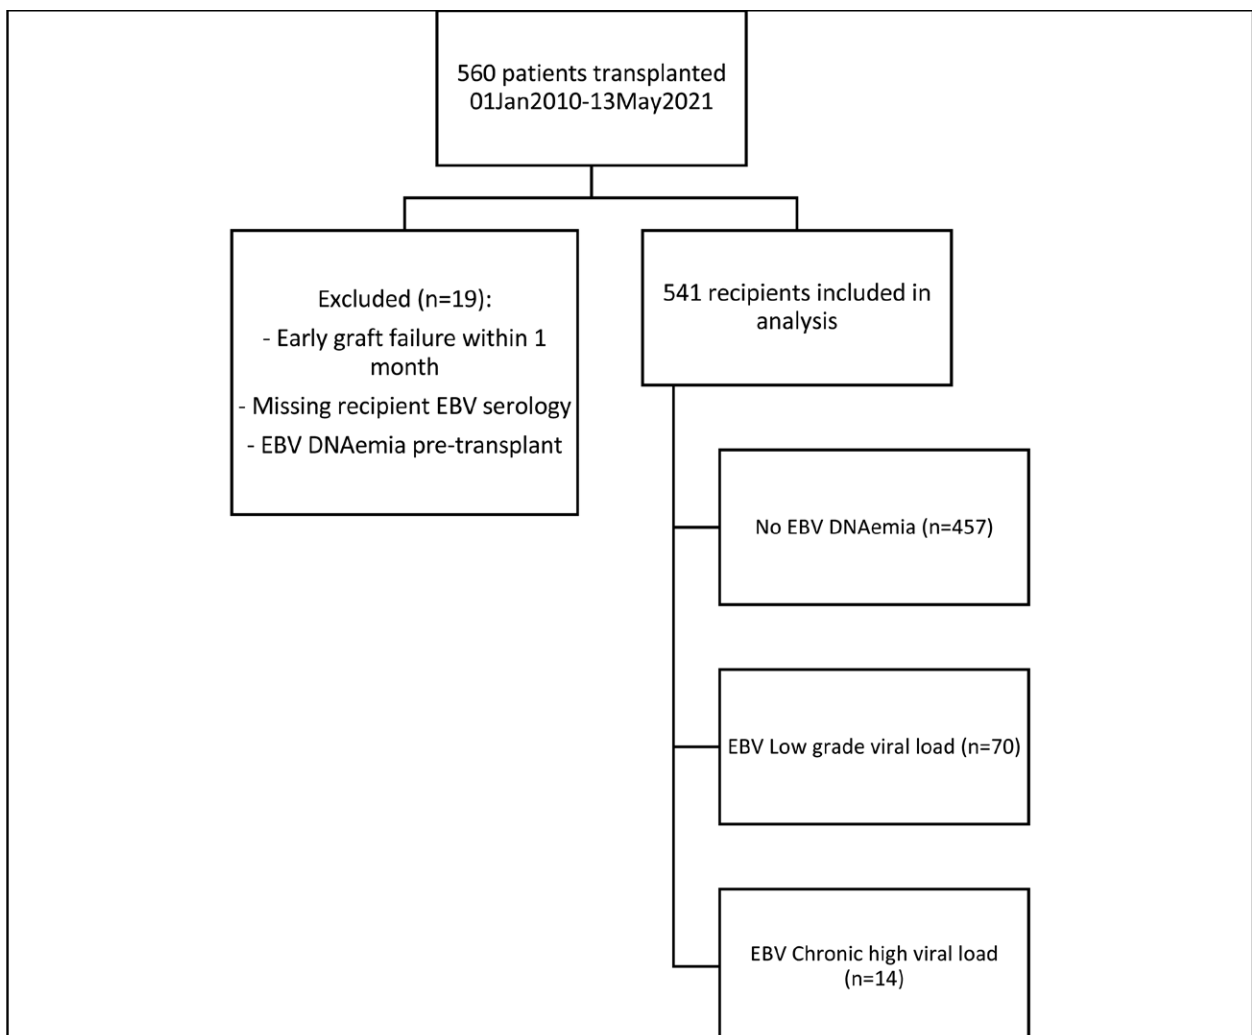 560 patients transplanted
01Jan2010-13May2021
Excluded (n=19):
- Early graft failure within 1
month
- Missing recipient EBV serology
- EBV DNAemia pre-transplant
541 recipients included in
analysis
No EBV DNAemia (n=457)
EBV Low grade viral load (n=70)
EBV Chronic high viral load
(n=14)